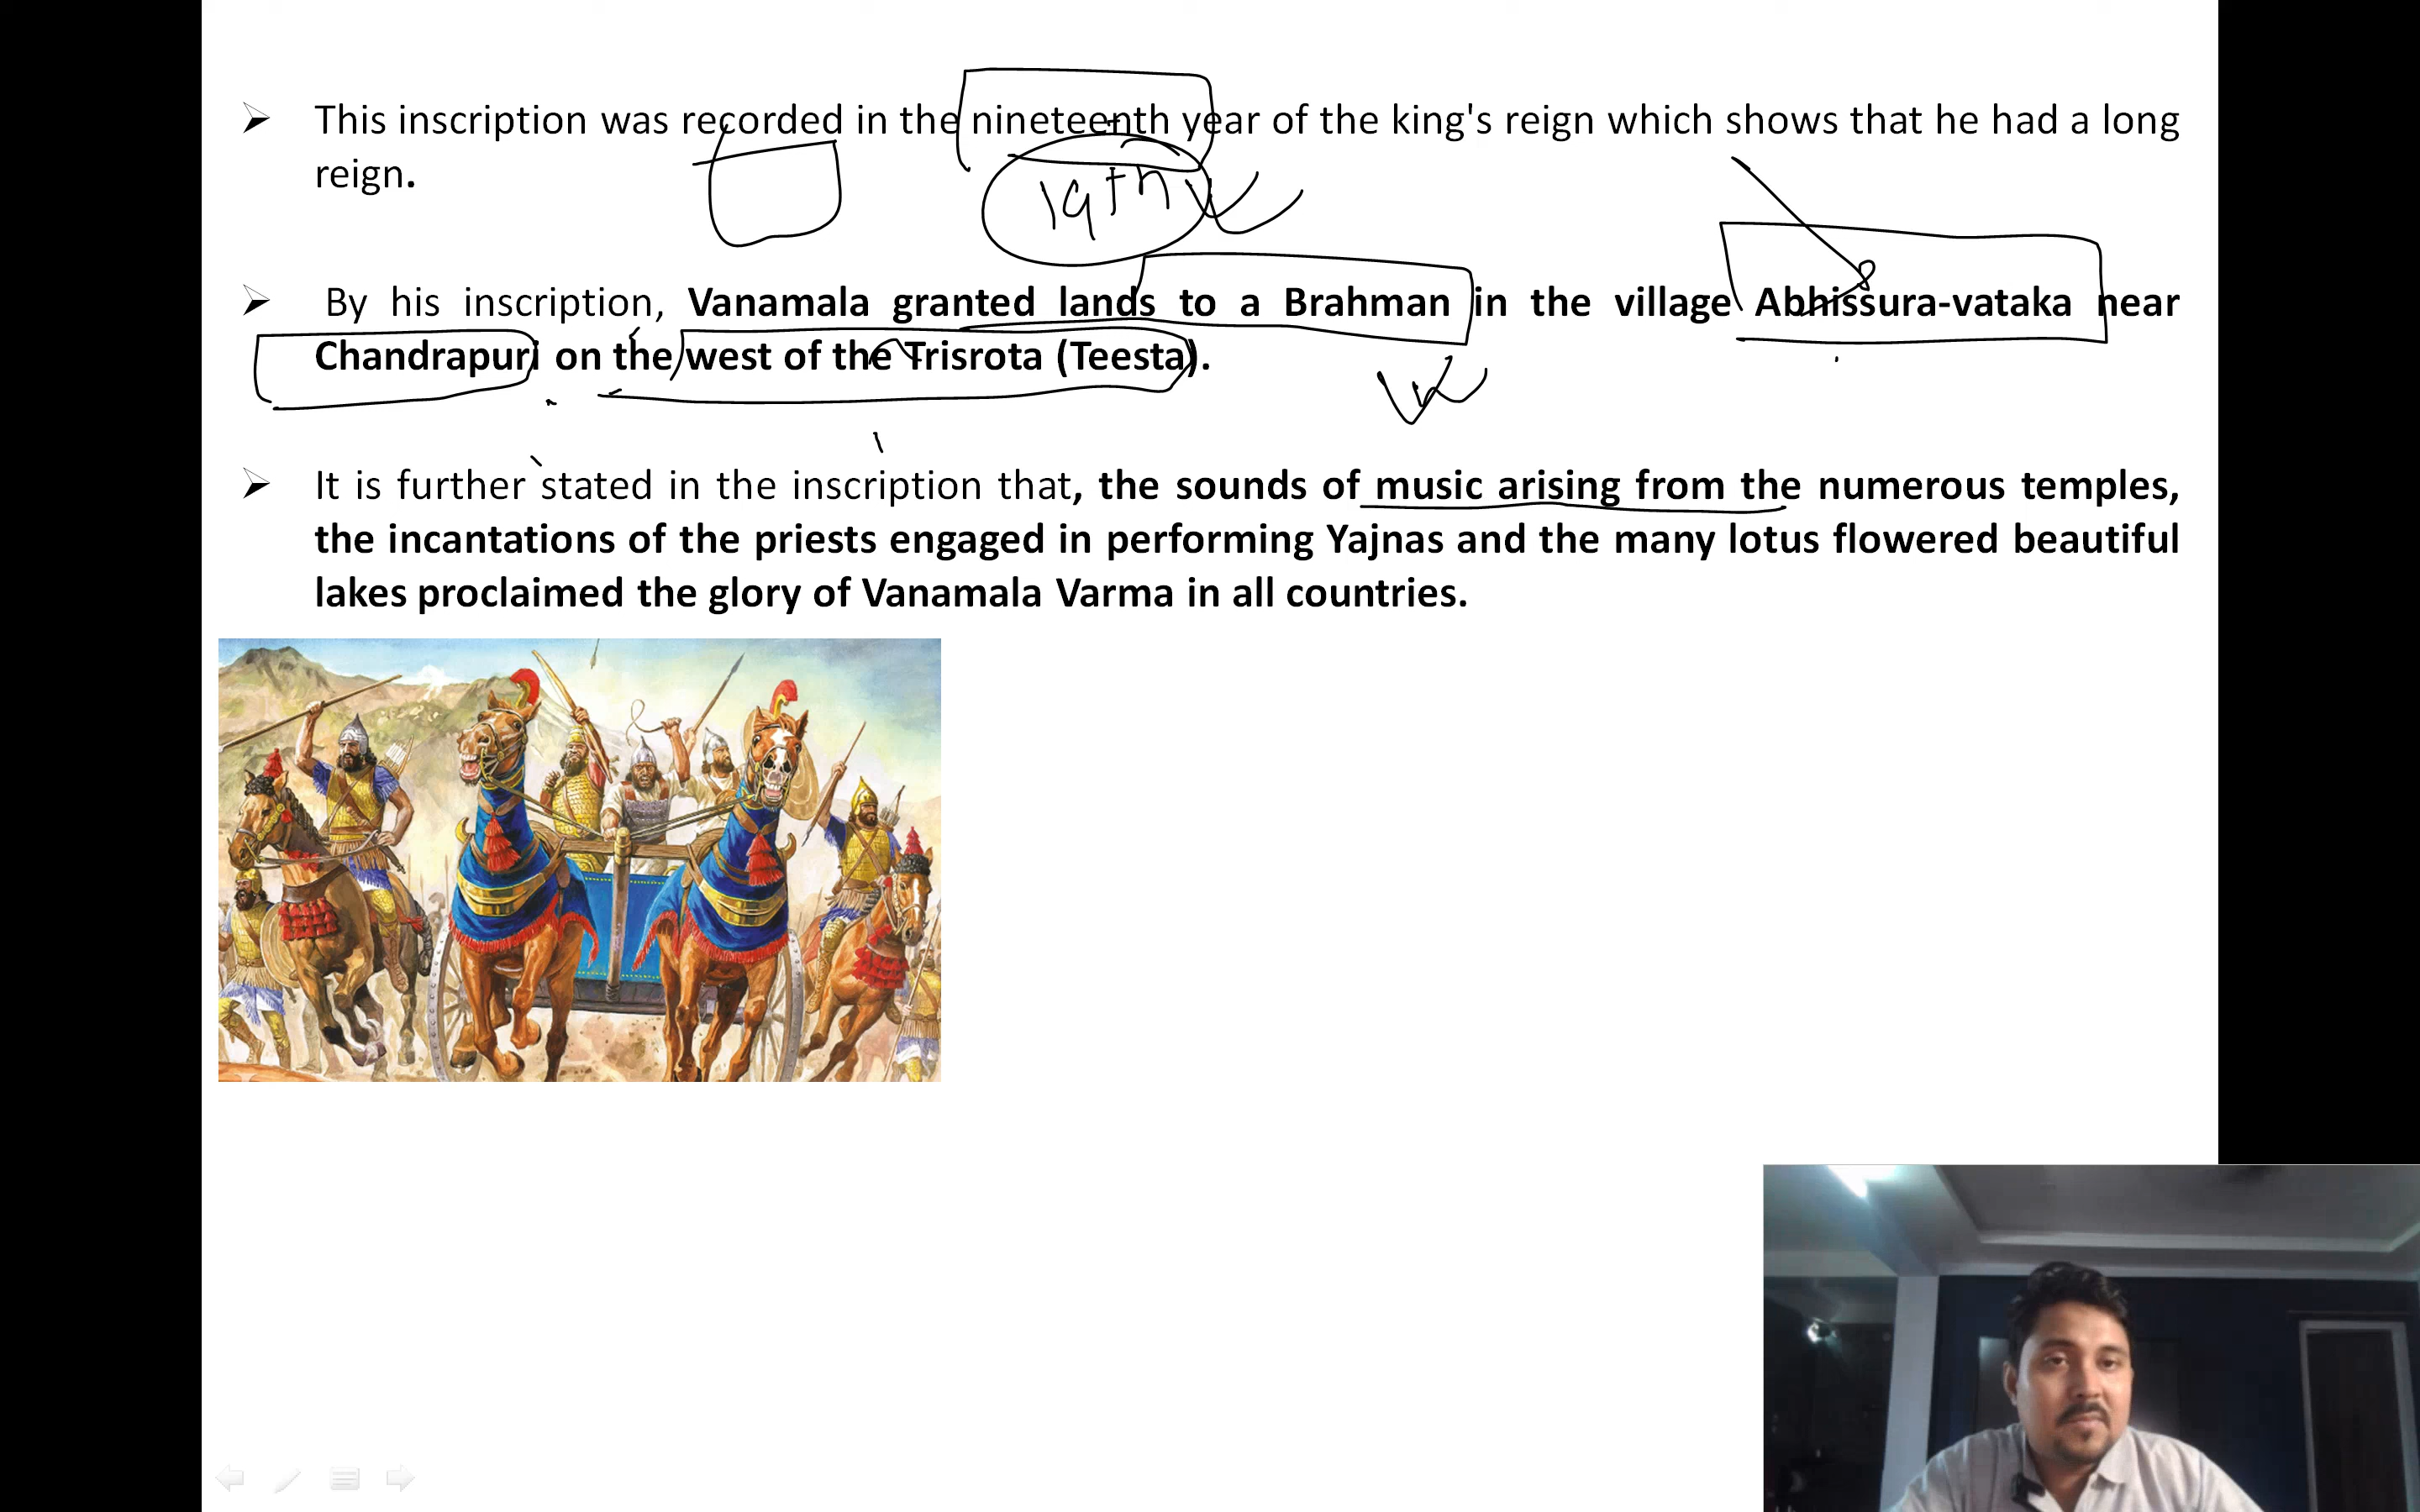 ➢ This inscription was recorded in the nineteenth year of the king's reign which shows that he had a long
reign.
19th
➢ By his inscription, Vanamala granted lands to a Brahman in the village Abhissura-vataka near
Chandrapuri on the west of the Trisrota (Teesta).
➢ It is further stated in the inscription that, the sounds of music arising from the numerous temples,
the incantations of the priests engaged in performing Yajnas and the many lotus flowered beautiful
lakes proclaimed the glory of Vanamala Varma in all countries.